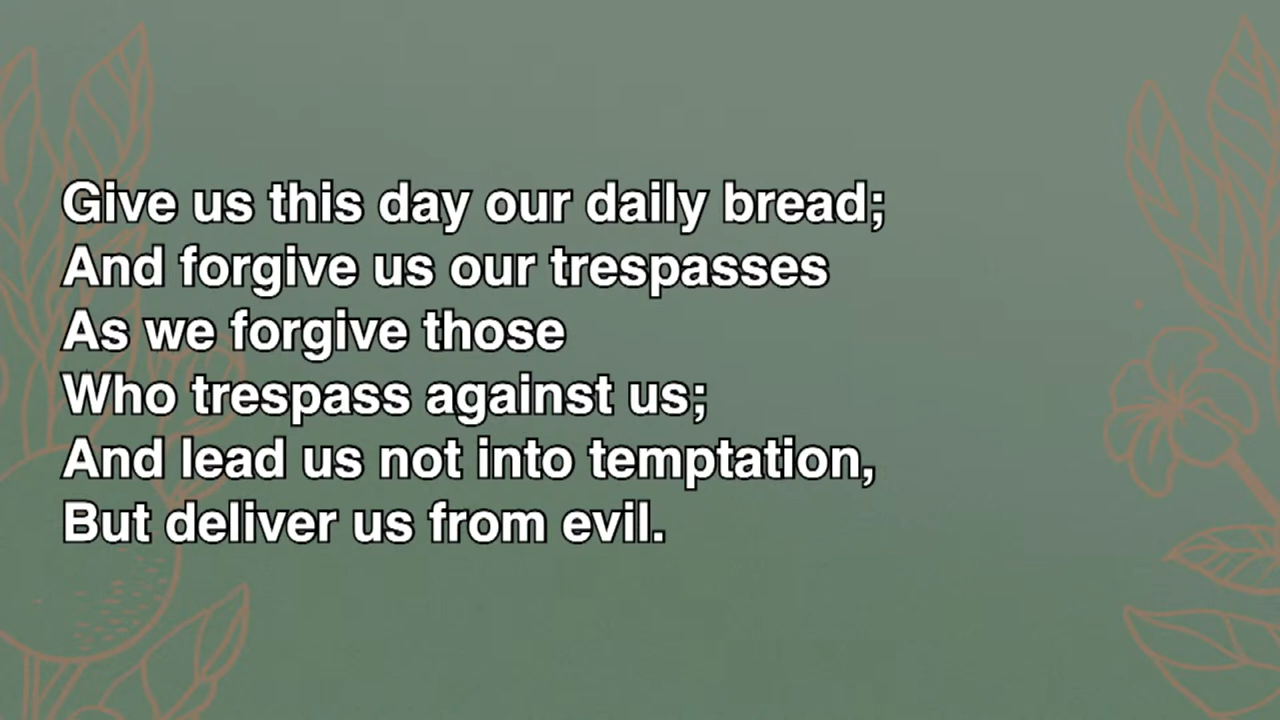 Give us this day our daily bread;
And forgive us our trespasses
As we forgive those
Who trespass against us;
And lead us not into temptation,
But deliver us from evil.